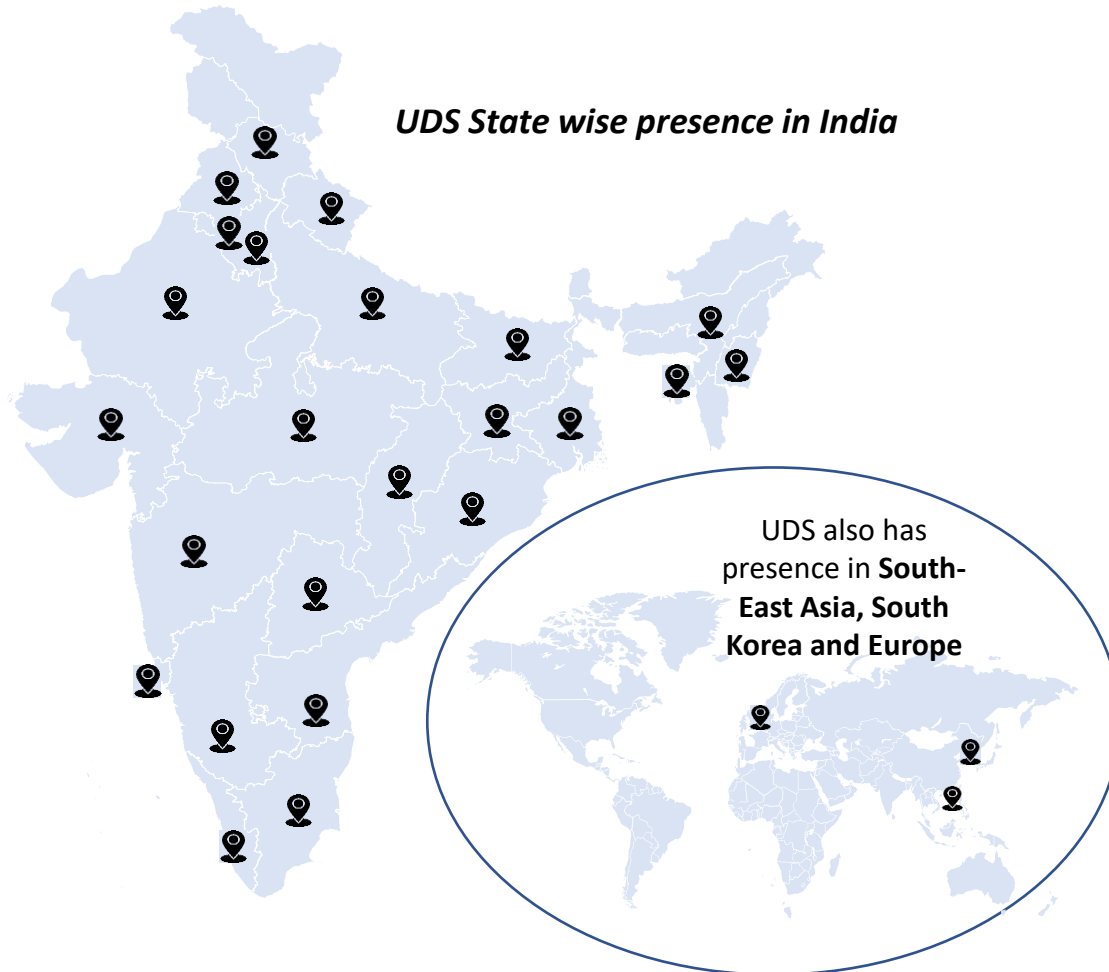 UDS State wise presence in India
UDS also has
presence in South-
East Asia, South
Korea and Europe